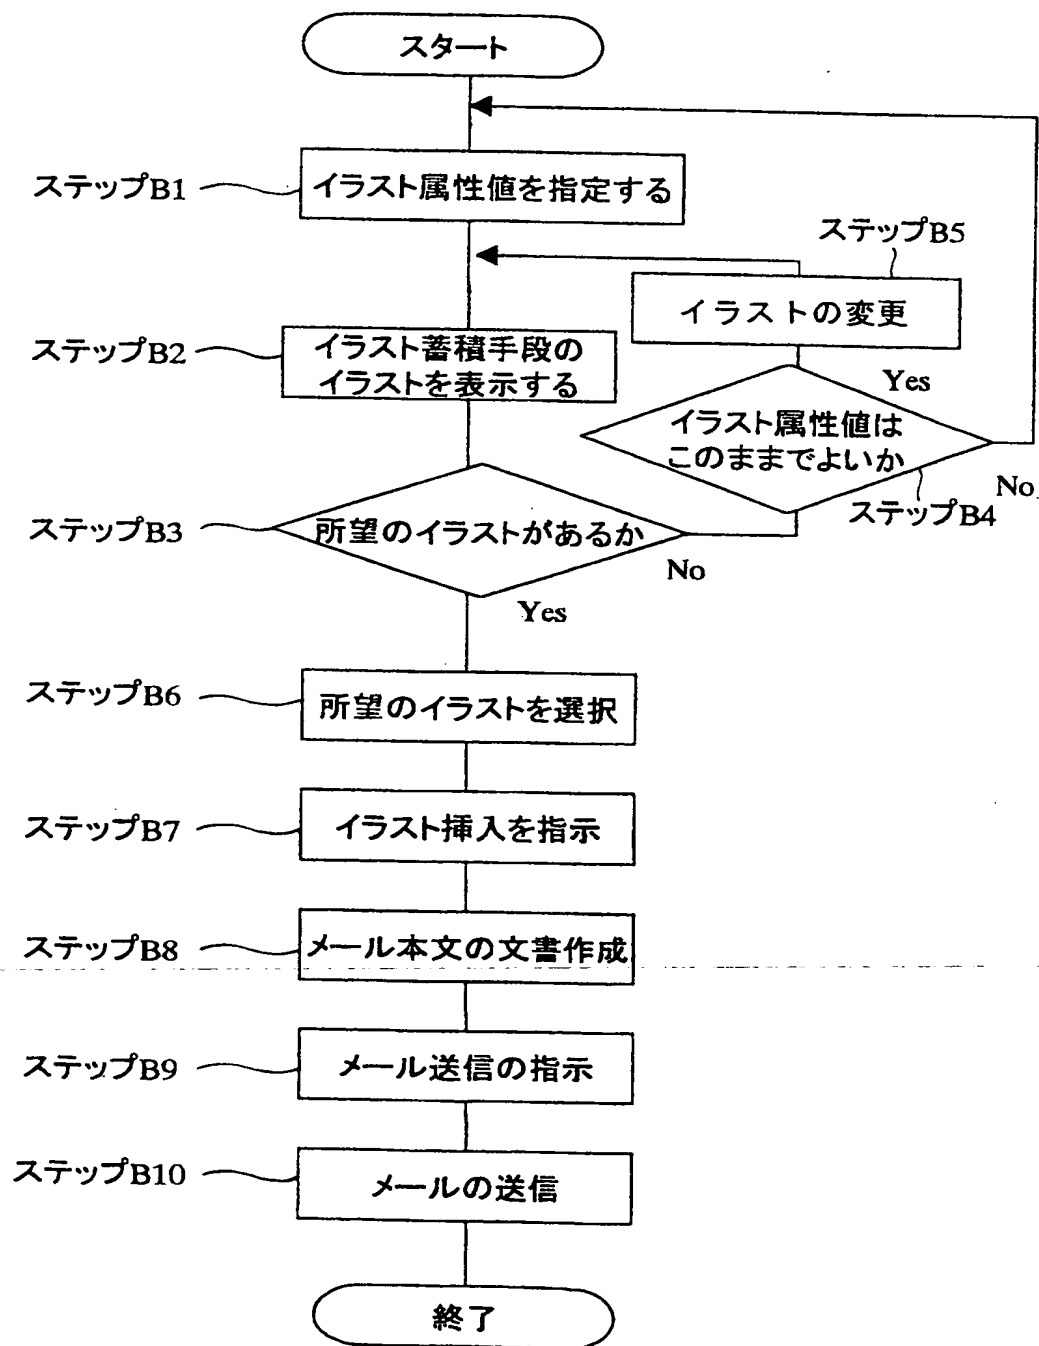 スタート
ステップB1
イラスト属性値を指定する
ステップB5
イラストの変更
ステップB2
イラスト蓄積手段の
イラストを表示する
Yes
イラスト属性値は
このままでよいか
No
ステップB4
ステップB3
所望のイラストがあるか
No
Yes
ステップB6
所望のイラストを選択
ステップB7
イラスト挿入を指示
ステップB8
メール本文の文書作成
ステップB9
メール送信の指示
ステップB10
メールの送信
終了